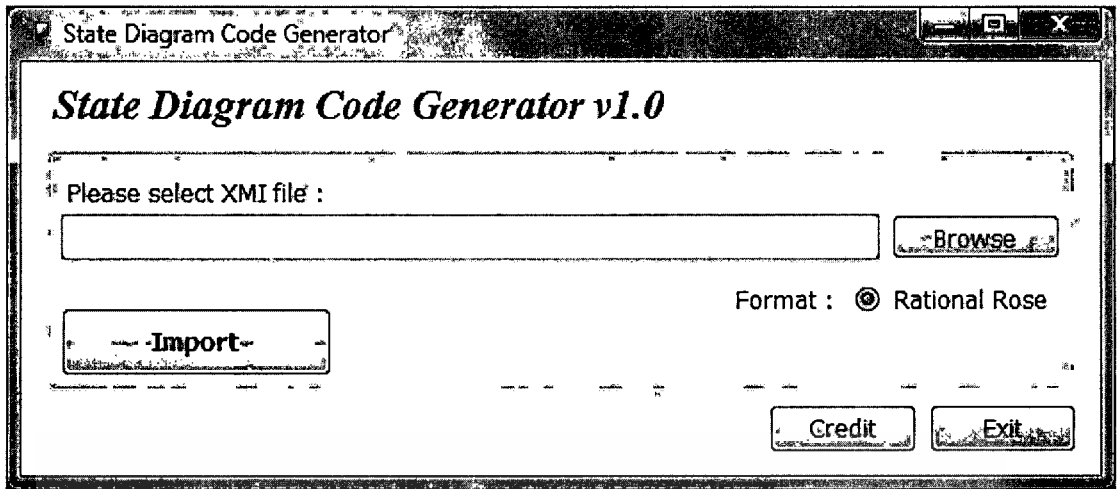 State Diagram Code Generator
State Diagram Code Generator v1.0
Please select XMI file :
Browse
Format : Rational Rose
Import
Credit Exit